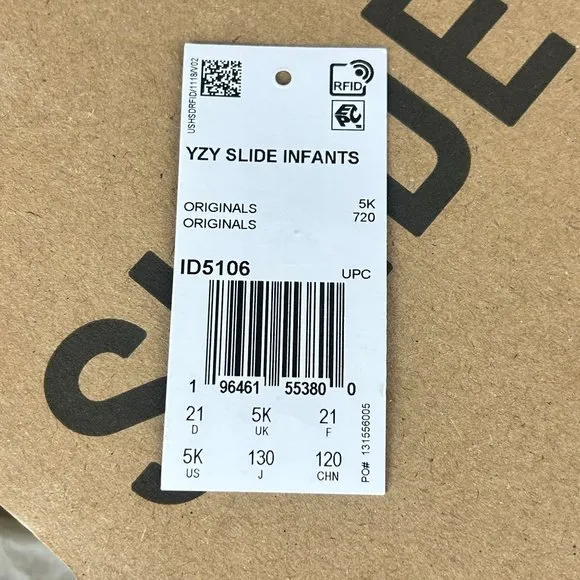 SLIDE
USHSDRFID/1118/V02
RFID
EPC
YZY SLIDE INFANTS
ORIGINALS 5K
ORIGINALS 720
ID5106 UPC
1 96461 55380 0
21 5K 21
D UK F
5K 130 120
US J CHN
PO# 131556005